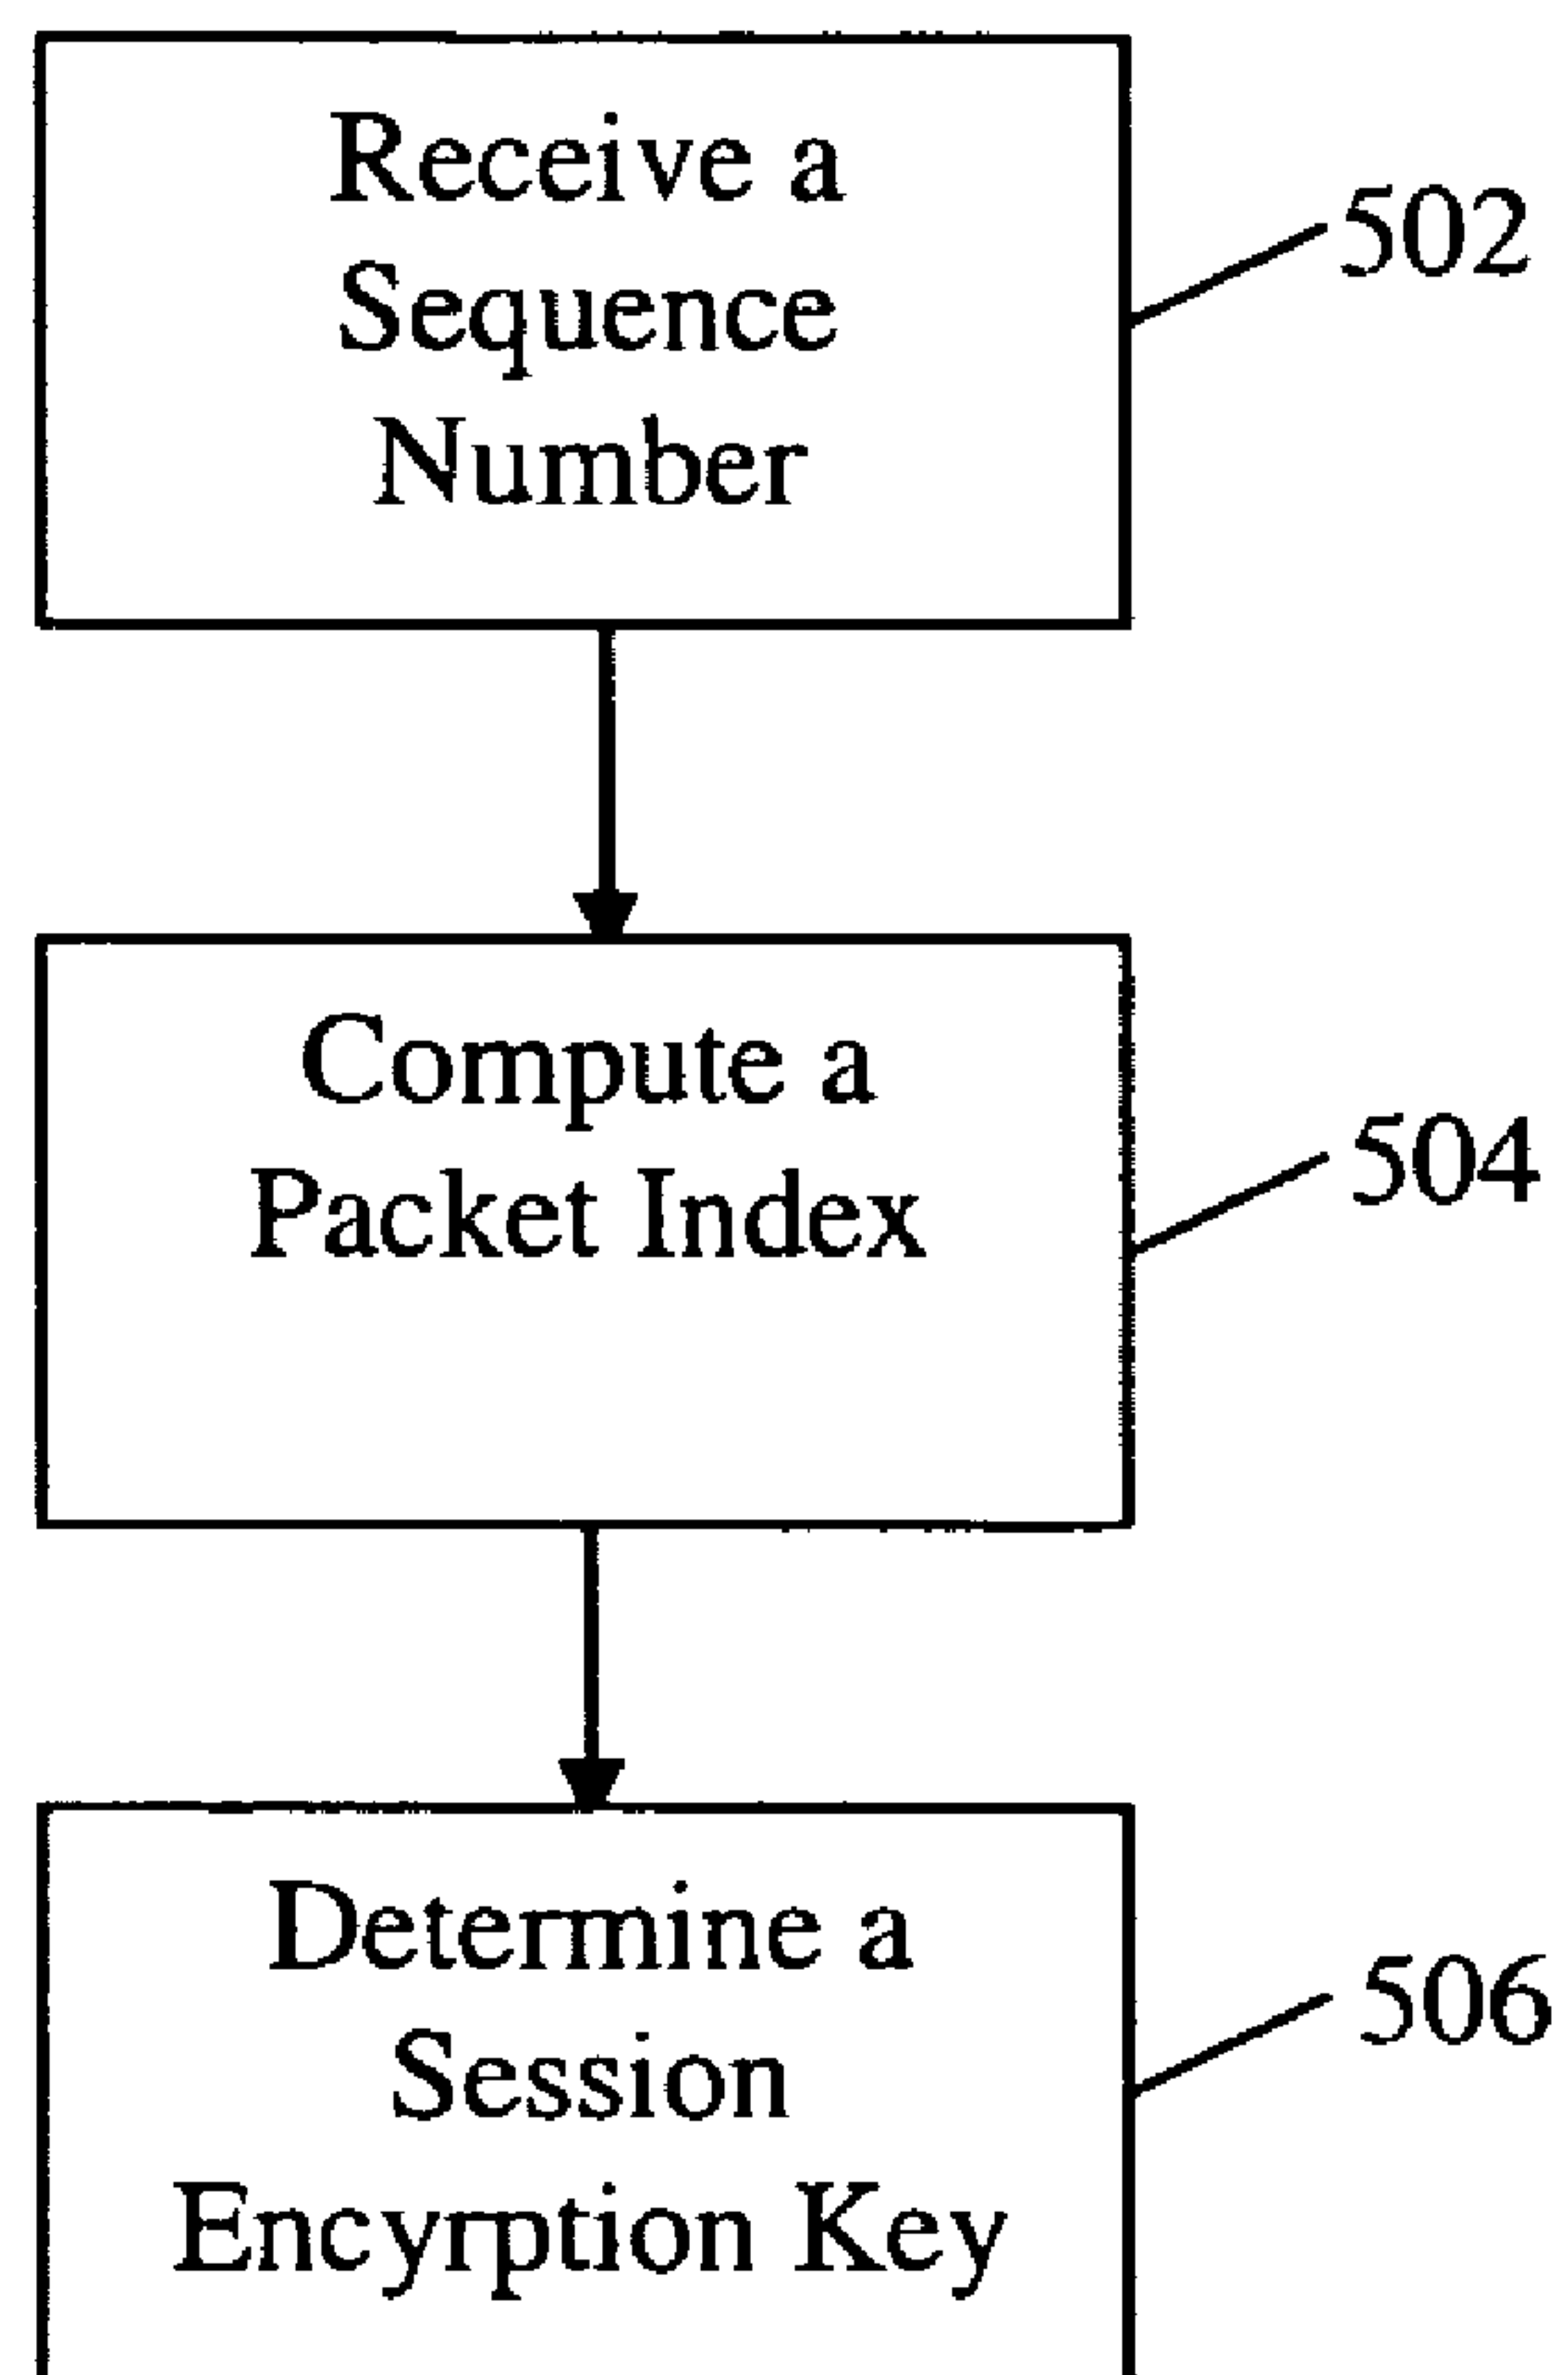 Receive a
Sequence
Number
502
Compute a
Packet Index
504
Determine a
Session
Encyrption Key
506